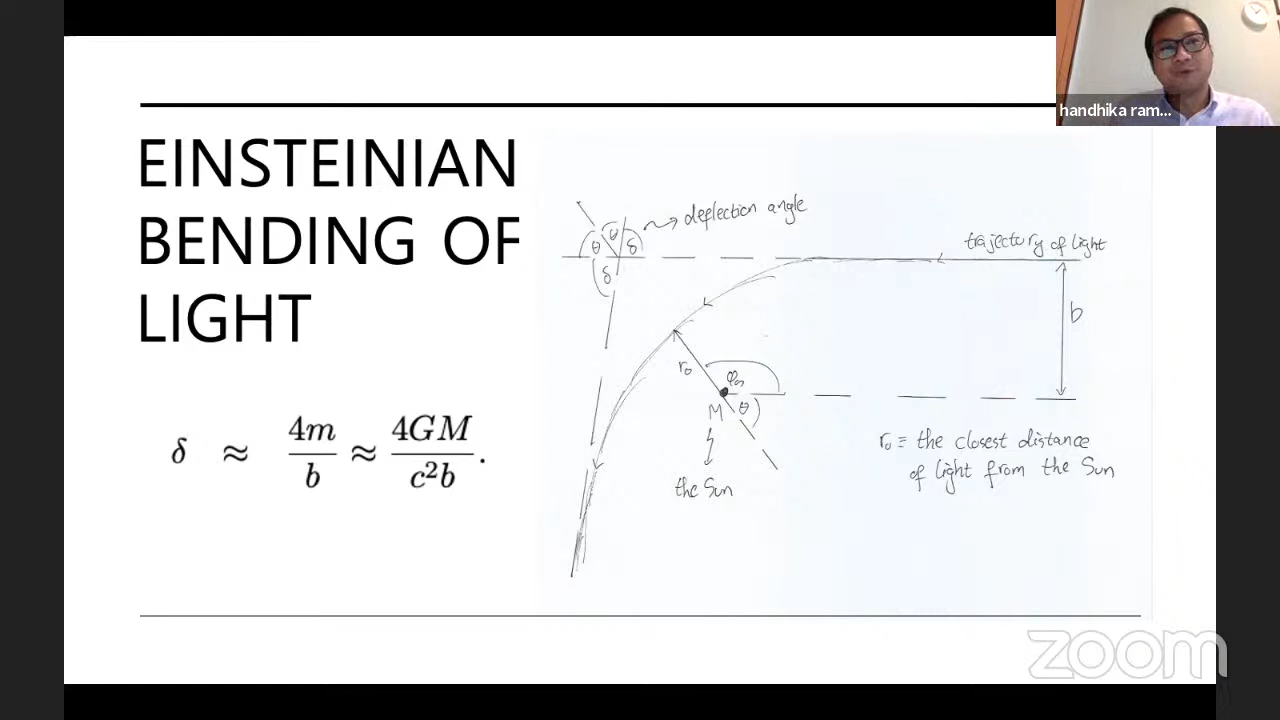 handhika ram...
EINSTEINIAN
BENDING OF
LIGHT
δ ≈ 4m/b ≈ 4GM/c²b.
deflection angle
θ θ δ
δ
trajectory of light
b
r₀
M θ
the Sun
r₀ ≡ the closest distance
of light from the Sun
zoom